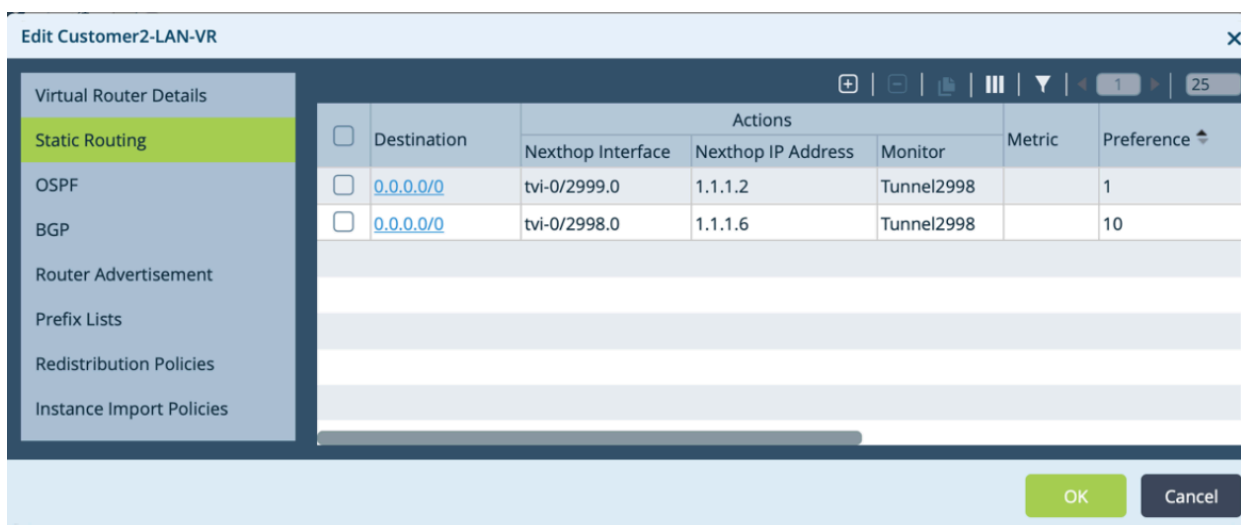 Edit Customer2-LAN-VR
Virtual Router Details
Static Routing
OSPF
BGP
Router Advertisement
Prefix Lists
Redistribution Policies
Instance Import Policies
1 25
Actions
Destination Nexthop Interface Nexthop IP Address Monitor Metric Preference
0.0.0.0/0 tvi-0/2999.0 1.1.1.2 Tunnel2998 1
0.0.0.0/0 tvi-0/2998.0 1.1.1.6 Tunnel2998 10
OK Cancel